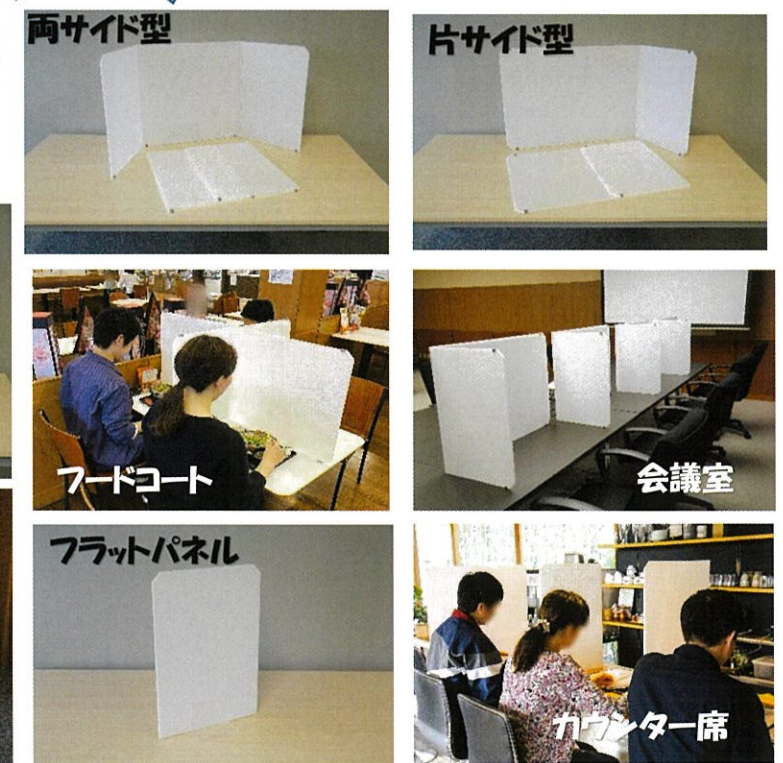 両サイド型
片サイド型
フードコート
会議室
フラットパネル
カウンター席